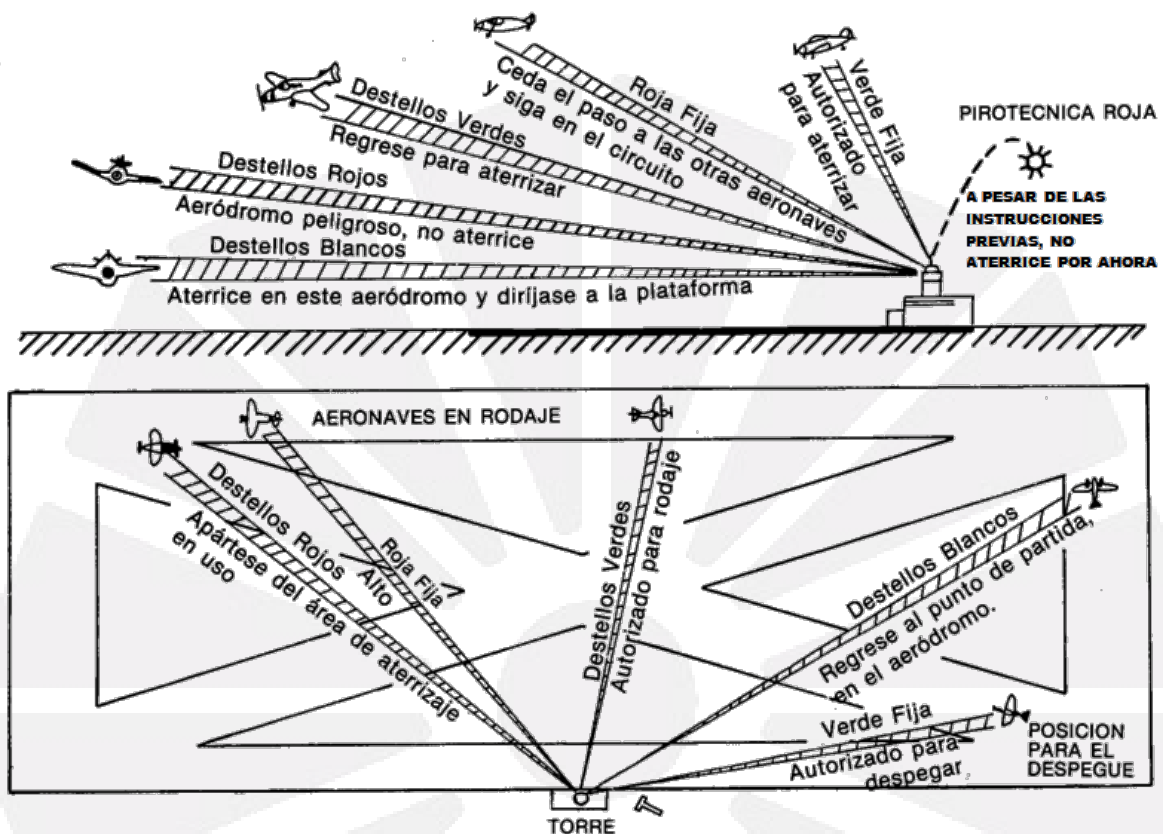 Verde Fija
Autorizado
para aterrizar
PIROTECNICA ROJA
A PESAR DE LAS
INSTRUCCIONES
PREVIAS, NO
ATERRICE POR AHORA
Roja Fija
Ceda el paso a las otras aeronaves
y siga en el circuito
Destellos Verdes
Regrese para aterrizar
Destellos Rojos
Aeródromo peligroso, no aterrice
Destellos Blancos
Aterrice en este aeródromo y diríjase a la plataforma
AERONAVES EN RODAJE
Destellos Rojos
Apártese del área de aterrizaje
en uso
Roja Fija
Alto
Destellos Verdes
Autorizado para rodaje
Destellos Blancos
Regrese al punto de partida,
en el aeródromo.
Verde Fija
Autorizado para
despegar
POSICION
PARA EL
DESPEGUE
T
TORRE